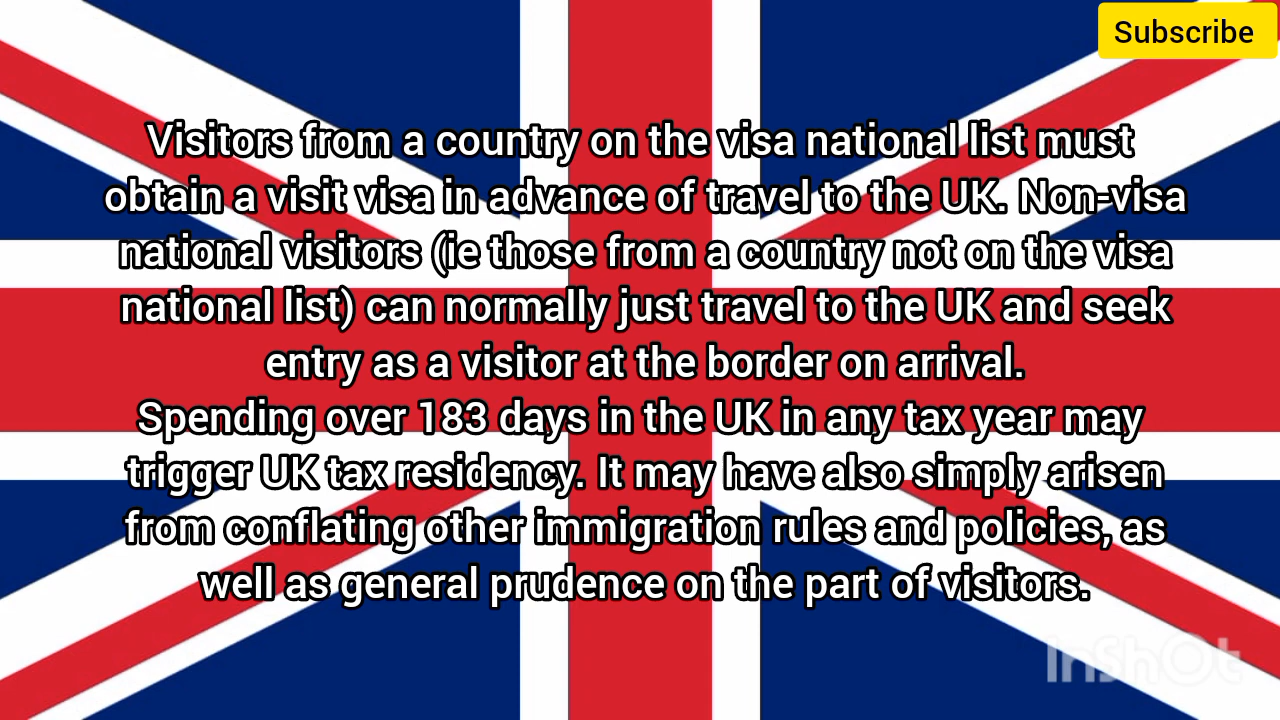 Subscribe
Visitors from a country on the visa national list must
obtain a visit visa in advance of travel to the UK. Non-visa
national visitors (ie those from a country not on the visa
national list) can normally just travel to the UK and seek
entry as a visitor at the border on arrival.
Spending over 183 days in the UK in any tax year may
trigger UK tax residency. It may have also simply arisen
from conflating other immigration rules and policies, as
well as general prudence on the part of visitors.
InShOt